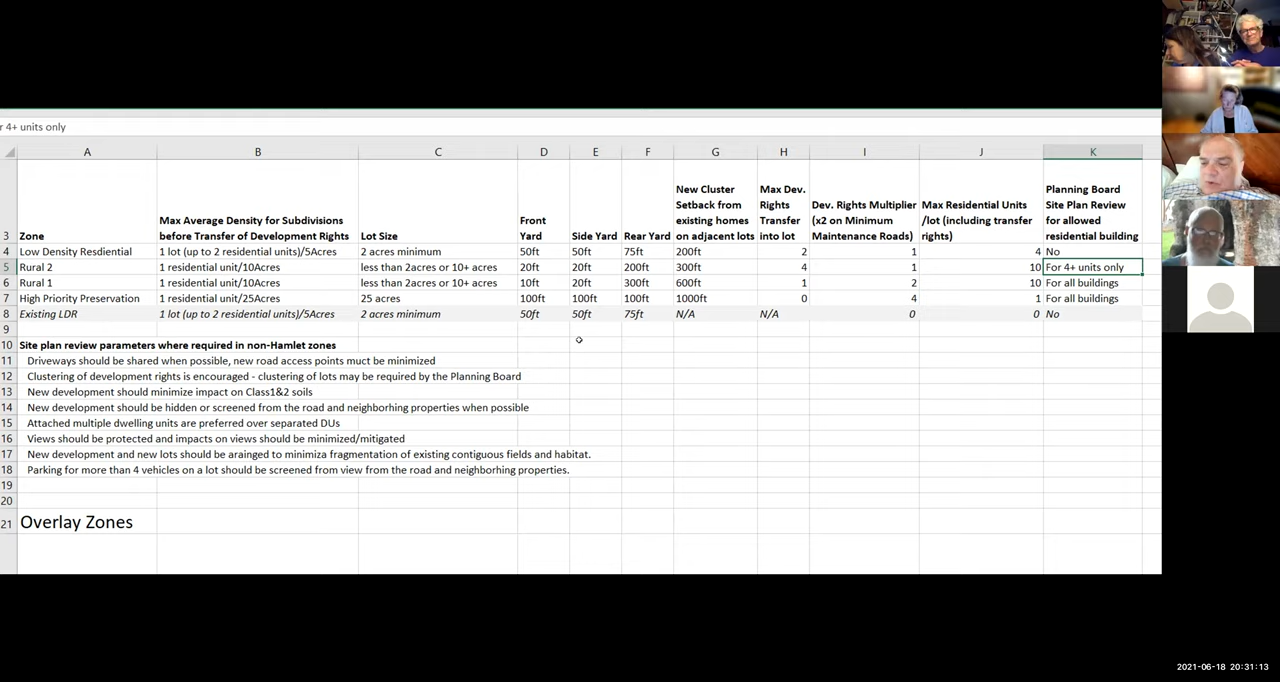 r 4+ units only
A B C D E F G H I J K
3 Zone Max Average Density for Subdivisions before Transfer of Development Rights Lot Size Front Yard Side Yard Rear Yard New Cluster Setback from existing homes on adjacent lots Max Dev. Rights Transfer into lot Dev. Rights Multiplier (x2 on Minimum Maintenance Roads) Max Residential Units /lot (including transfer rights) Planning Board Site Plan Review for allowed residential building
4 Low Density Resdiential 1 lot (up to 2 residential units)/5Acres 2 acres minimum 50ft 50ft 75ft 200ft 2 1 4 No
5 Rural 2 1 residential unit/10Acres less than 2acres or 10+ acres 20ft 20ft 200ft 300ft 4 1 10 For 4+ units only
6 Rural 1 1 residential unit/10Acres less than 2acres or 10+ acres 10ft 20ft 300ft 600ft 1 2 10 For all buildings
7 High Priority Preservation 1 residential unit/25Acres 25 acres 100ft 100ft 100ft 1000ft 0 4 1 For all buildings
8 Existing LDR 1 lot (up to 2 residential units)/5Acres 2 acres minimum 50ft 50ft 75ft N/A N/A 0 0 No
9
10 Site plan review parameters where required in non-Hamlet zones
11 Driveways should be shared when possible, new road access points muct be minimized
12 Clustering of development rights is encouraged - clustering of lots may be required by the Planning Board
13 New development should minimize impact on Class1&2 soils
14 New development should be hidden or screened from the road and neighborhing properties when possible
15 Attached multiple dwelling units are preferred over separated DUs
16 Views should be protected and impacts on views should be minimized/mitigated
17 New development and new lots should be arainged to minimiza fragmentation of existing contiguous fields and habitat.
18 Parking for more than 4 vehicles on a lot should be screened from view from the road and neighborhing properties.
19
20
21 Overlay Zones
2021-06-18 20:31:13